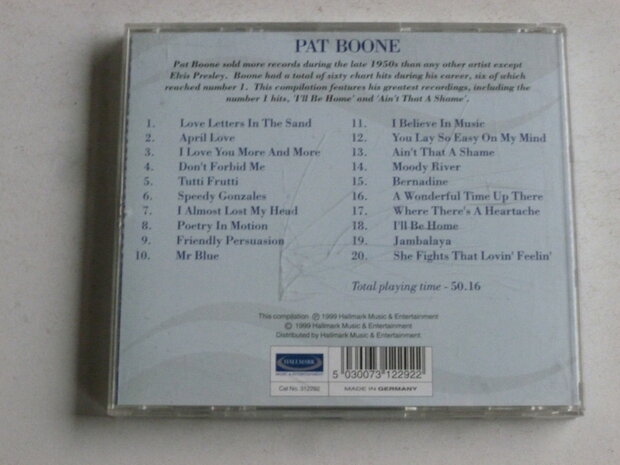 PAT BOONE
Pat Boone sold more records during the late 1950s than any other artist except
Elvis Presley. Boone had a total of sixty chart hits during his career, six of which
reached number 1. This compilation features his greatest recordings, including the
number 1 hits, 'I'll Be Home' and 'Ain't That A Shame'.
1. Love Letters In The Sand
2. April Love
3. I Love You More And More
4. Don't Forbid Me
5. Tutti Frutti
6. Speedy Gonzales
7. I Almost Lost My Head
8. Poetry In Motion
9. Friendly Persuasion
10. Mr Blue
11. I Believe In Music
12. You Lay So Easy On My Mind
13. Ain't That A Shame
14. Moody River
15. Bernadine
16. A Wonderful Time Up There
17. Where There's A Heartache
18. I'll Be Home
19. Jambalaya
20. She Fights That Lovin' Feelin'
Total playing time - 50.16
This compilation ℗ 1999 Hallmark Music & Entertainment
© 1999 Hallmark Music & Entertainment
Distributed by Hallmark Music & Entertainment
HALLMARK
MUSIC & ENTERTAINMENT
Cat No. 312292
5 030073 122922
MADE IN GERMANY